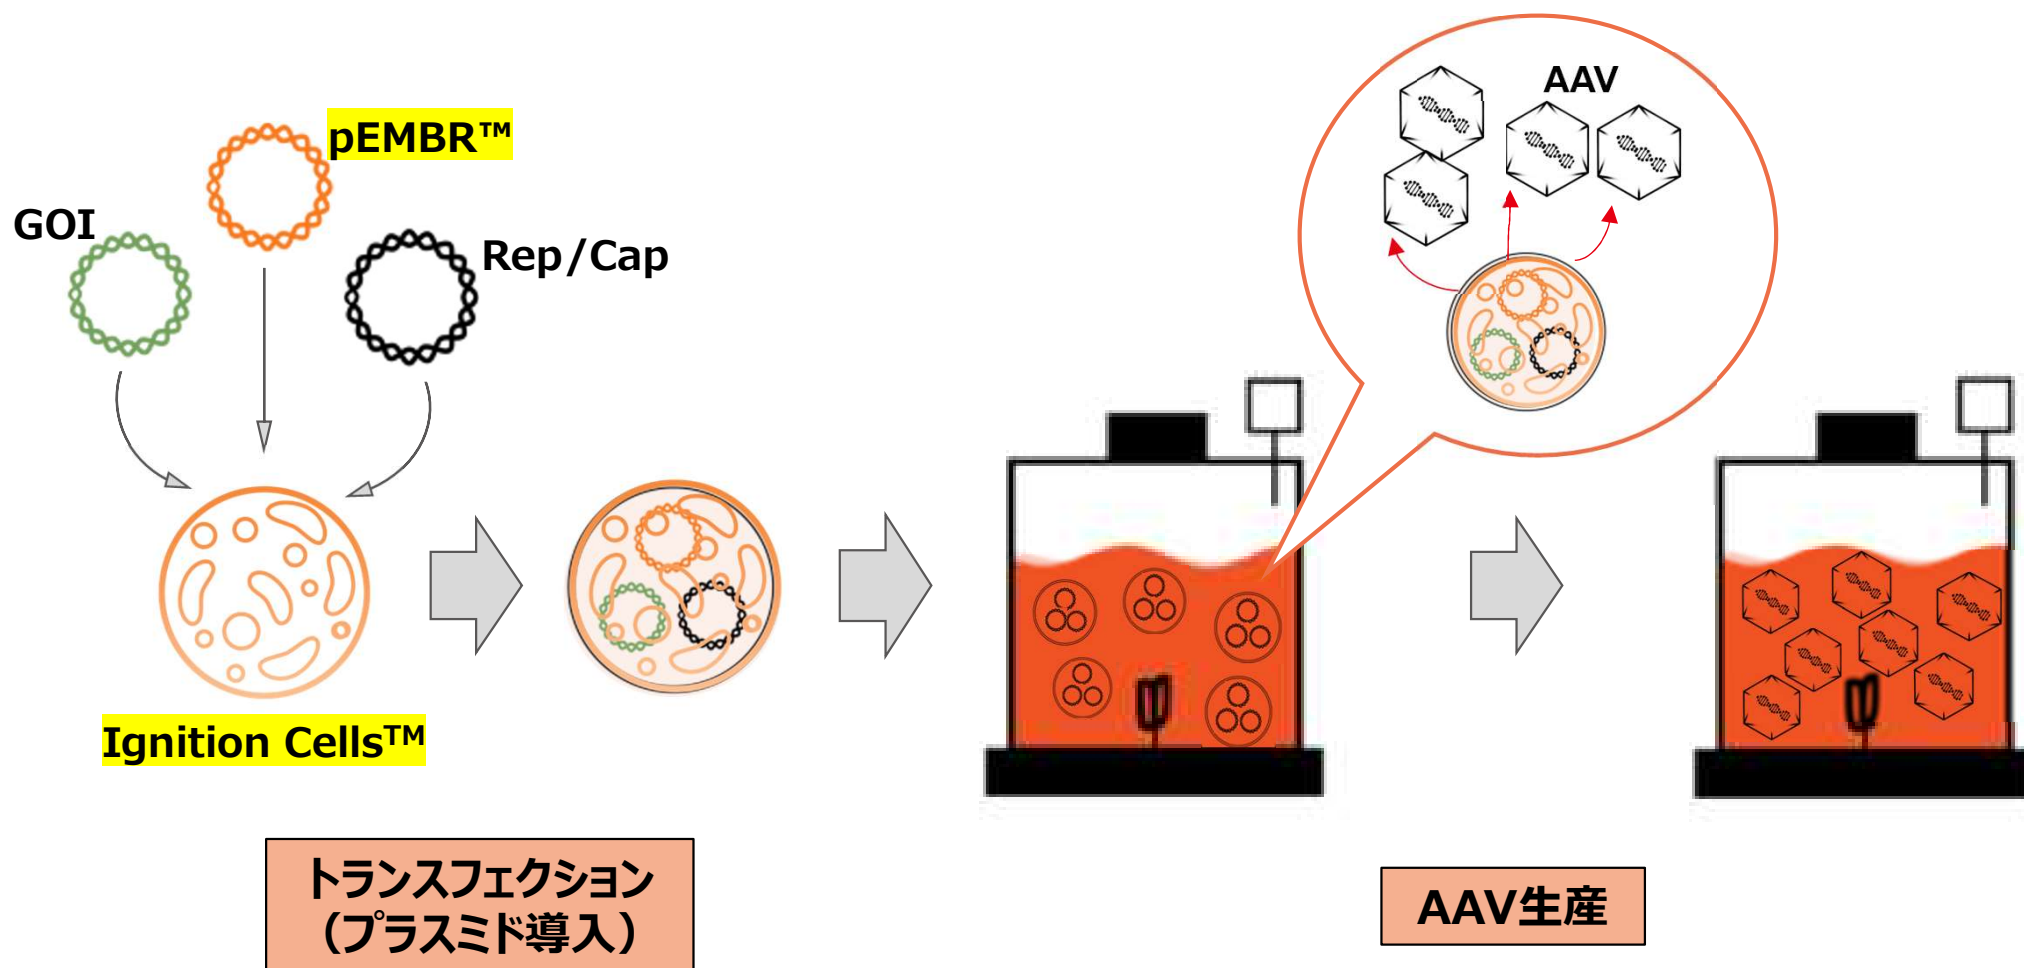 pEMBR™
GOI
Rep/Cap
Ignition Cells™
トランスフェクション
（プラスミド導入）
AAV
AAV生産